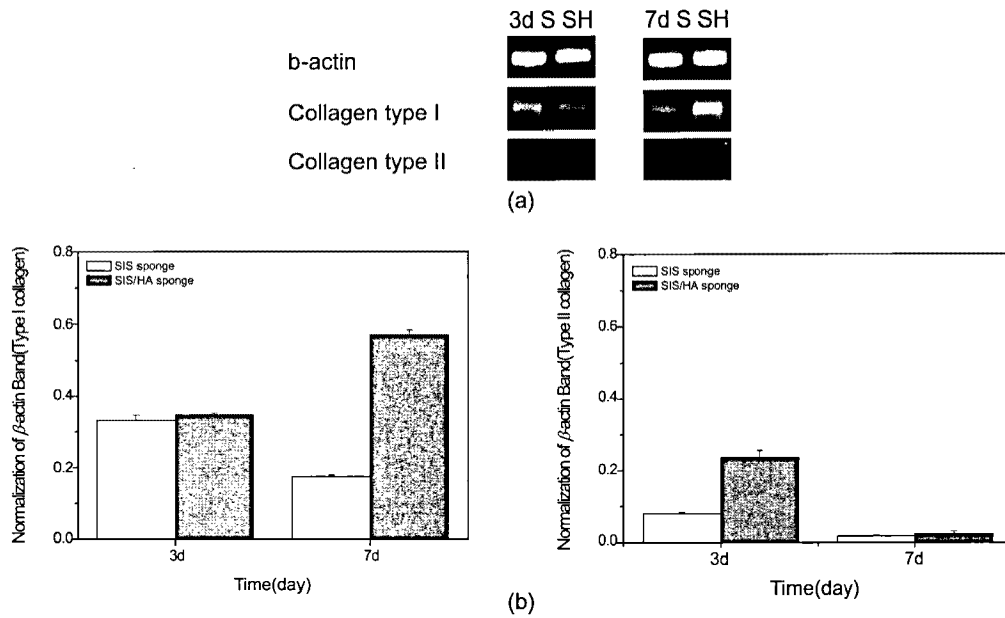 3d S SH 7d S SH
b-actin
Collagen type I
Collagen type II
(a)
Normalization of β-actin Band(Type I collagen)
0.8
0.6
0.4
0.2
0.0
SIS sponge
SIS/HA sponge
3d 7d
Time(day)
Normalization of β-actin Band(Type II collagen)
0.8
0.6
0.4
0.2
0.0
SIS sponge
SIS/HA sponge
3d 7d
Time(day)
(b)